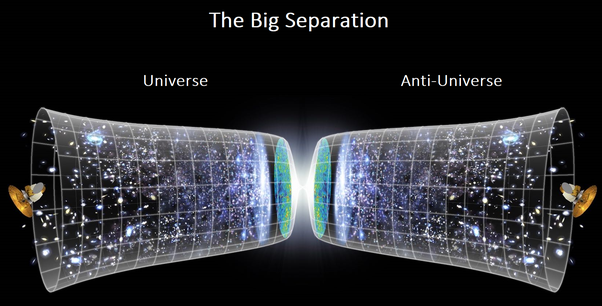 The Big Separation
Universe
Anti-Universe